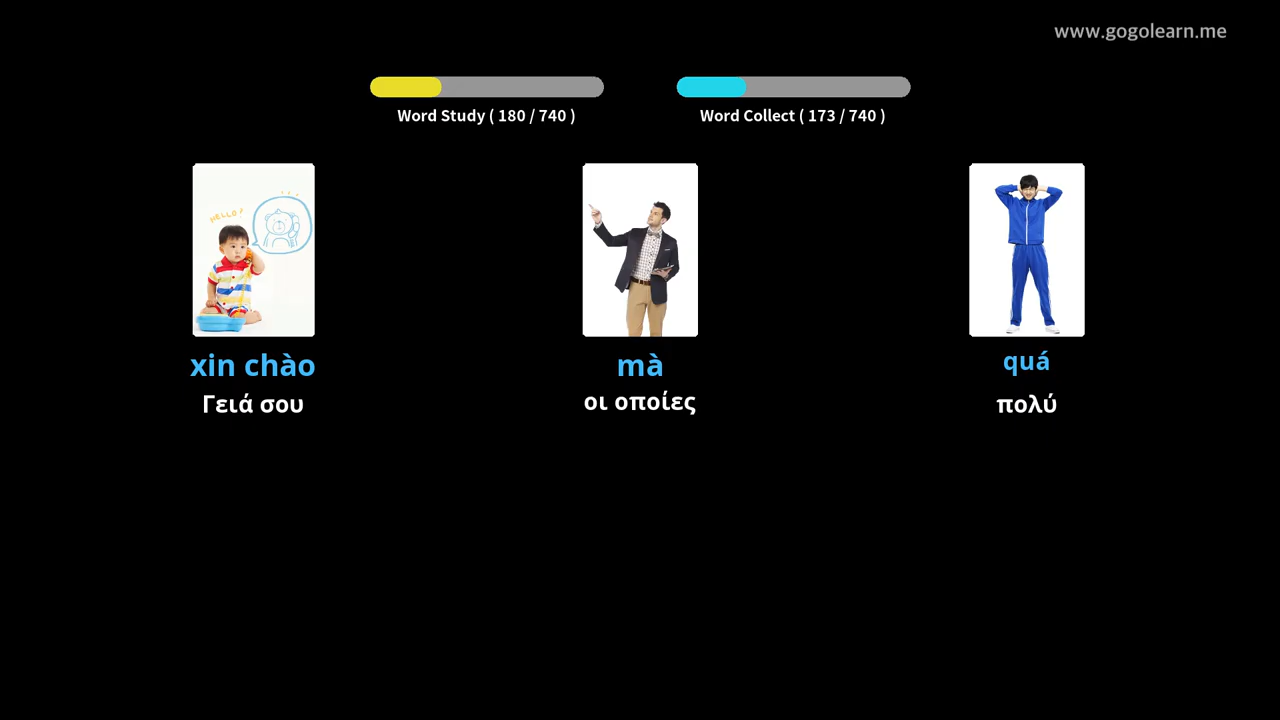 www.gogolearn.me
Word Study ( 180 / 740 )
Word Collect ( 173 / 740 )
HELLO?
xin chào
mà
quá
Γειά σου
οι οποίες
πολύ